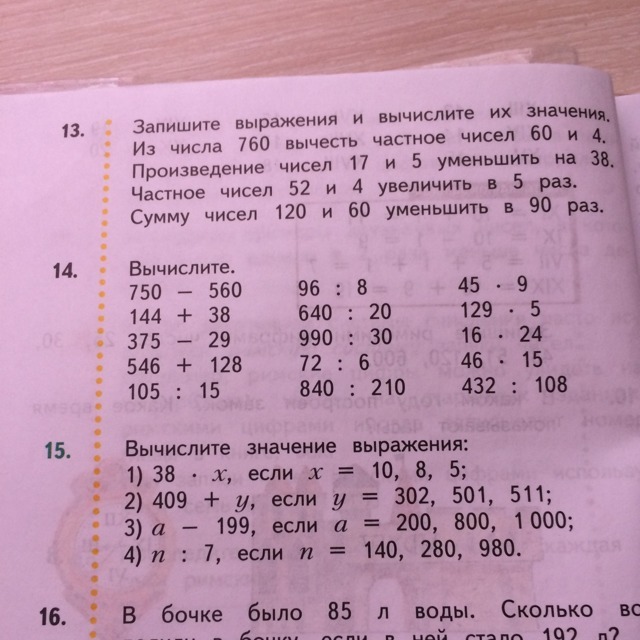 13. Запишите выражения и вычислите их значения.
Из числа 760 вычесть частное чисел 60 и 4.
Произведение чисел 17 и 5 уменьшить на 38.
Частное чисел 52 и 4 увеличить в 5 раз.
Сумму чисел 120 и 60 уменьшить в 90 раз.
14. Вычислите.
750 − 560 96 : 8 45 · 9
144 + 38 640 : 20 129 · 5
375 − 29 990 : 30 16 · 24
546 + 128 72 : 6 46 · 15
105 : 15 840 : 210 432 : 108
15. Вычислите значение выражения:
1) 38 · x, если x = 10, 8, 5;
2) 409 + y, если y = 302, 501, 511;
3) a − 199, если a = 200, 800, 1 000;
4) n : 7, если n = 140, 280, 980.
16. В бочке было 85 л воды. Сколько
в бочку, если в ней стало 192 л?